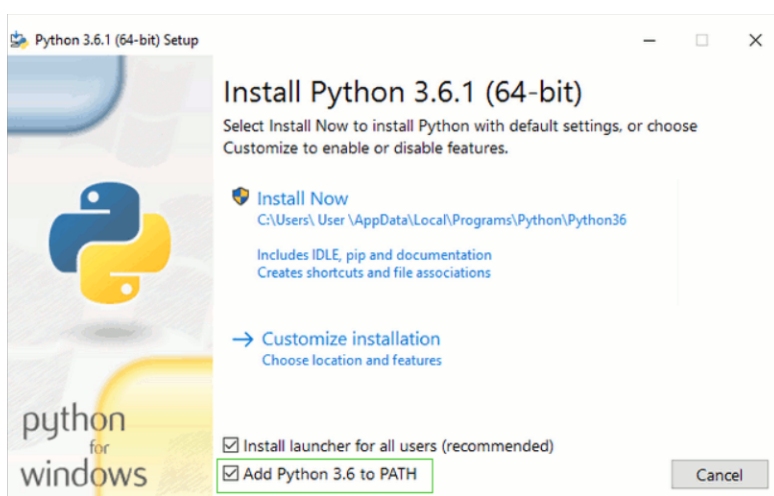 Python 3.6.1 (64-bit) Setup
Install Python 3.6.1 (64-bit)
Select Install Now to install Python with default settings, or choose
Customize to enable or disable features.
Install Now
C:\Users\ User \AppData\Local\Programs\Python\Python36
Includes IDLE, pip and documentation
Creates shortcuts and file associations
Customize installation
Choose location and features
python
for
windows
Install launcher for all users (recommended)
Add Python 3.6 to PATH
Cancel